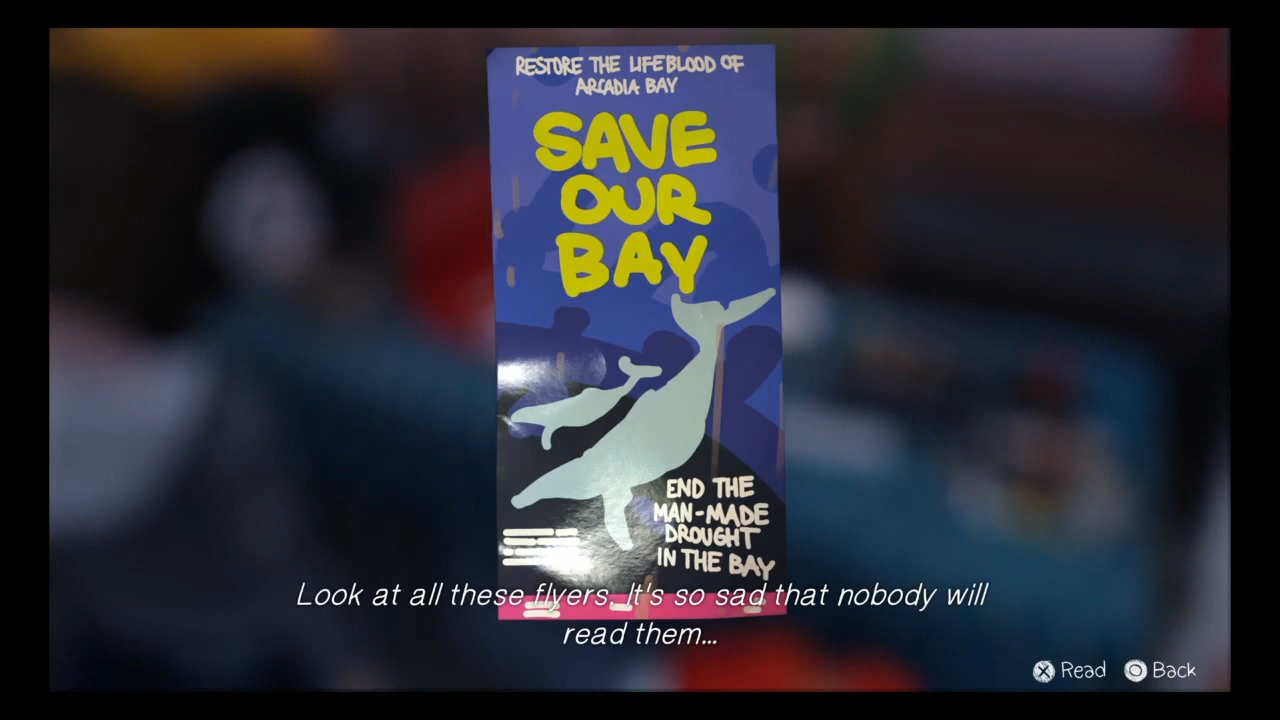 RESTORE THE LIFEBLOOD OF
ARCADIA BAY
SAVE
OUR
BAY
END THE
MAN-MADE
DROUGHT
IN THE BAY
Look at all these flyers. It's so sad that nobody will
read them...
Read Back